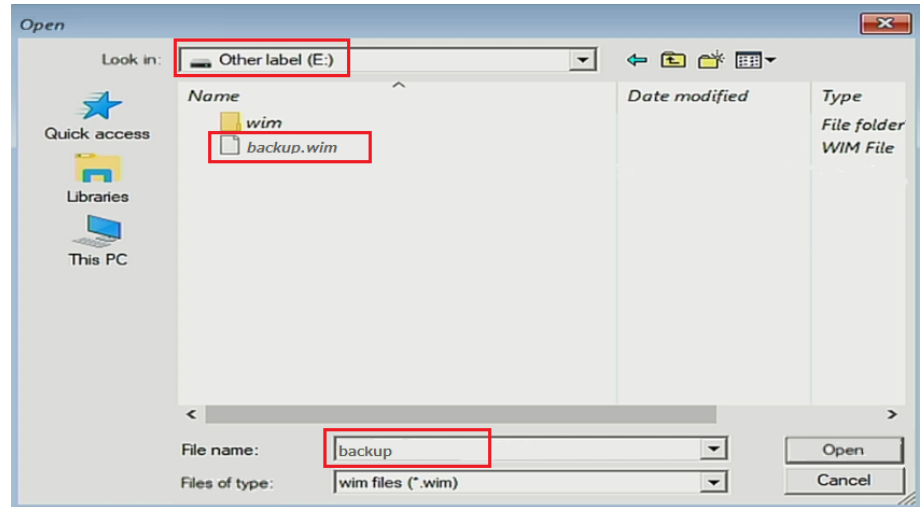 Open
Look in: Other label (E:)
Name Date modified Type
wim File folder
backup.wim WIM File
Quick access
Libraries
This PC
File name: backup Open
Files of type: wim files (*.wim) Cancel